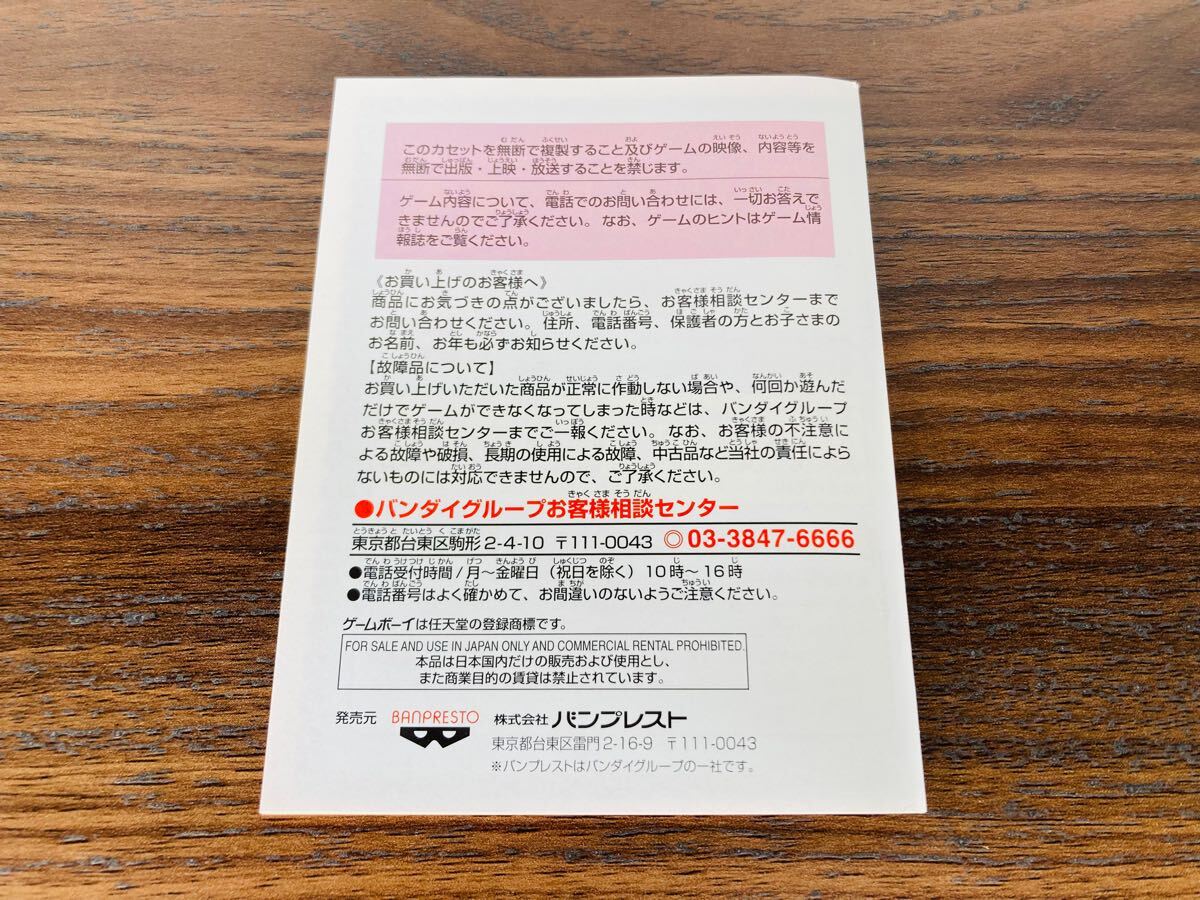 このカセットを無断で複製すること及びゲームの映像、内容等を
無断で出版・上映・放送することを禁じます。
ゲーム内容について、電話でのお問い合わせには、一切お答えで
きませんのでご了承ください。なお、ゲームのヒントはゲーム情
報誌をご覧ください。
《お買い上げのお客様へ》
商品にお気づきの点がございましたら、お客様相談センターまで
お問い合わせください。住所、電話番号、保護者の方とお子さまの
お名前、お年も必ずお知らせください。
【故障品について】
お買い上げいただいた商品が正常に作動しない場合や、何回か遊んだ
だけでゲームができなくなってしまった時などは、バンダイグループ
お客様相談センターまでご一報ください。なお、お客様の不注意に
よる故障や破損、長期の使用による故障、中古品など当社の責任によら
ないものには対応できませんので、ご了承ください。
●バンダイグループお客様相談センター
東京都台東区駒形2-4-10 〒111-0043 ◎03-3847-6666
●電話受付時間/月～金曜日（祝日を除く）10時～16時
●電話番号はよく確かめて、お間違いのないようご注意ください。
ゲームボーイは任天堂の登録商標です。
FOR SALE AND USE IN JAPAN ONLY AND COMMERCIAL RENTAL PROHIBITED.
本品は日本国内だけの販売および使用とし、
また商業目的の賃貸は禁止されています。
発売元 BANPRESTO 株式会社 バンプレスト
東京都台東区雷門2-16-9 〒111-0043
※バンプレストはバンダイグループの一社です。